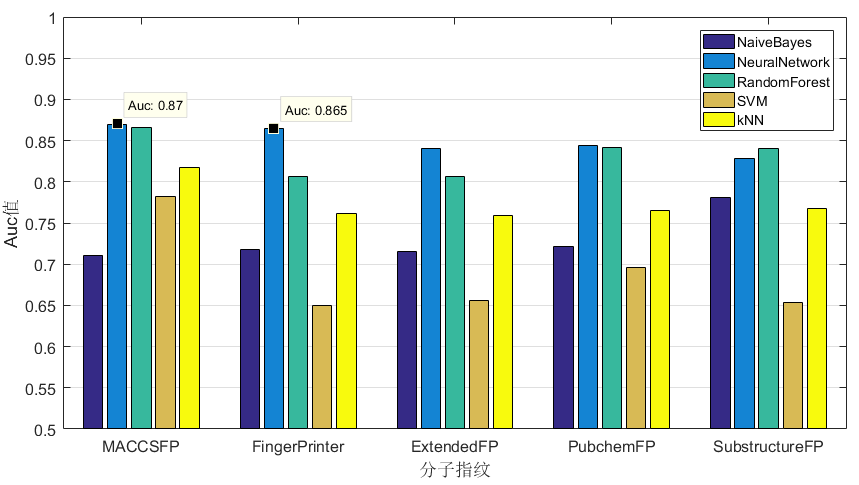 1
0.95
0.9
0.85
0.8
0.75
0.7
0.65
0.6
0.55
0.5
Auc值
Auc: 0.87
Auc: 0.865
NaiveBayes
NeuralNetwork
RandomForest
SVM
kNN
MACCSFP
FingerPrinter
ExtendedFP
PubchemFP
SubstructureFP
分子指纹